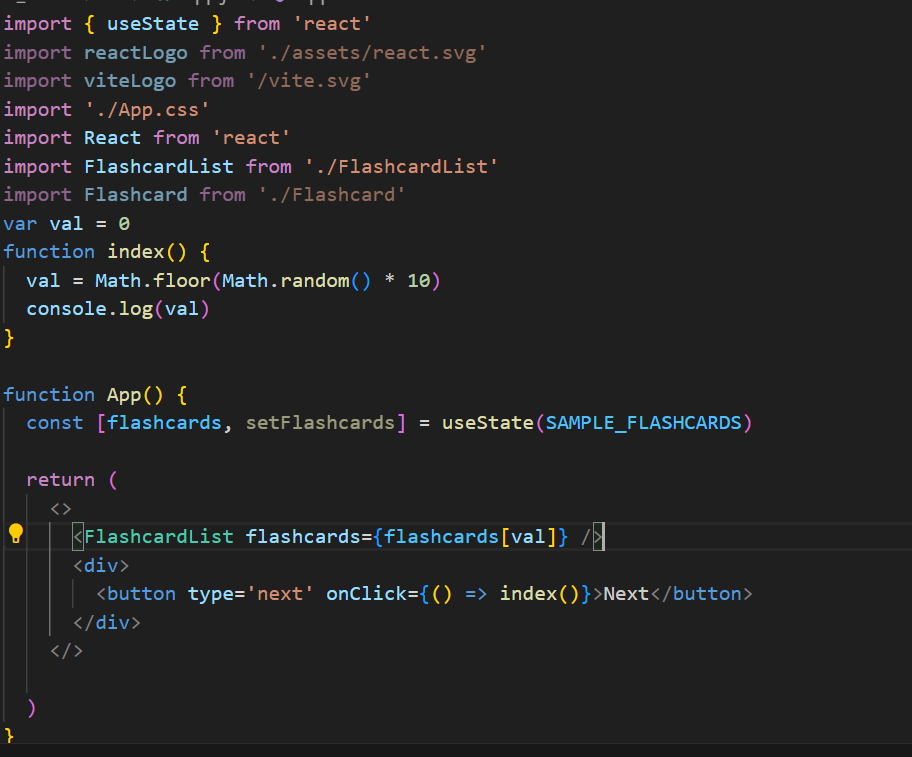 import { useState } from 'react'
import reactLogo from './assets/react.svg'
import viteLogo from '/vite.svg'
import './App.css'
import React from 'react'
import FlashcardList from './FlashcardList'
import Flashcard from './Flashcard'
var val = 0
function index() {
  val = Math.floor(Math.random() * 10)
  console.log(val)
}

function App() {
  const [flashcards, setFlashcards] = useState(SAMPLE_FLASHCARDS)

  return (
    <>
      <FlashcardList flashcards={flashcards[val]} />
      <div>
        <button type='next' onClick={() => index()}>Next</button>
      </div>
    </>

  )
}